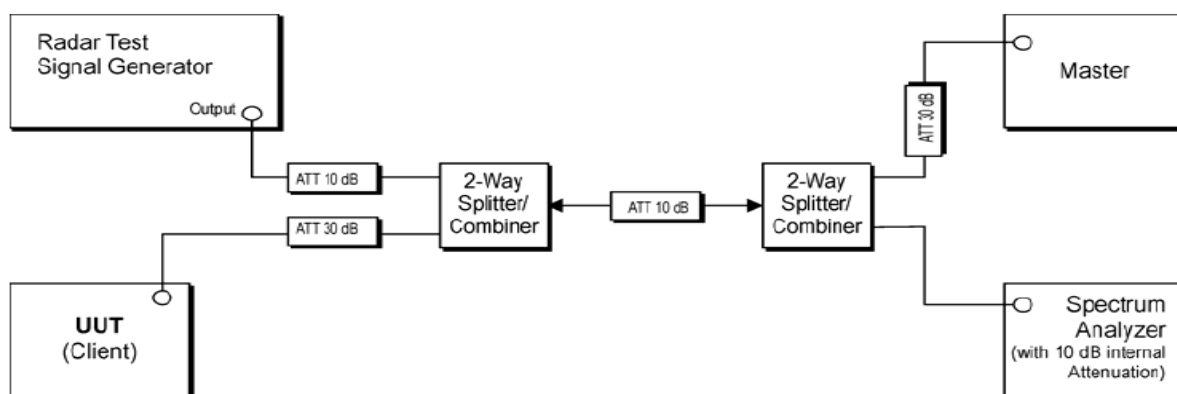 Radar Test
Signal Generator
Output
ATT 10 dB
ATT 30 dB
2-Way
Splitter/
Combiner
ATT 10 dB
2-Way
Splitter/
Combiner
ATT 30 dB
Master
UUT
(Client)
Spectrum
Analyzer
(with 10 dB internal
Attenuation)